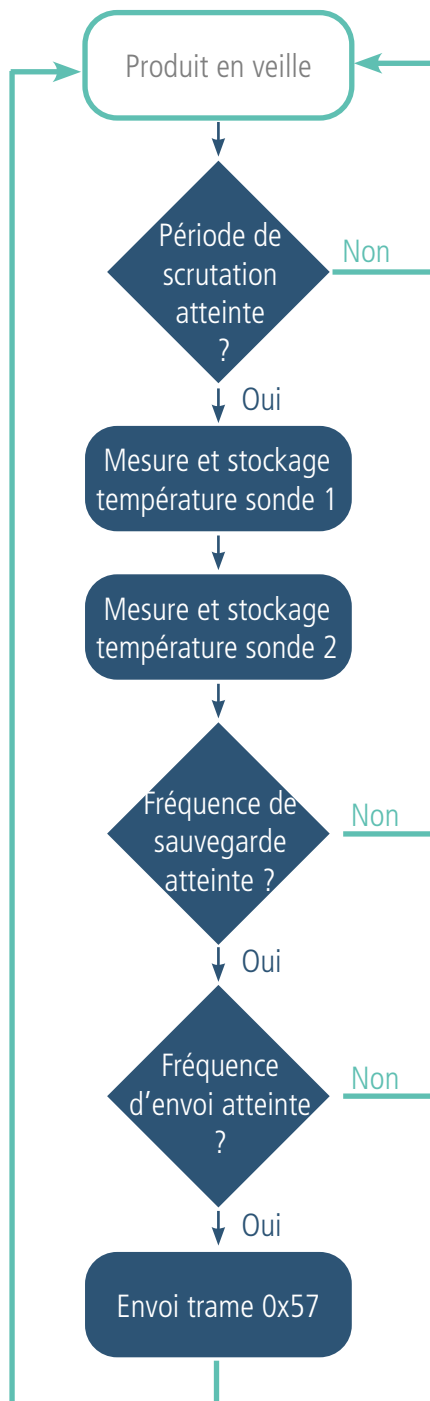 Produit en veille
Période de
scrutation
atteinte
?
Non
Oui
Mesure et stockage
température sonde 1
Mesure et stockage
température sonde 2
Fréquence de
sauvegarde
atteinte ?
Non
Oui
Fréquence
d’envoi atteinte
?
Non
Oui
Envoi trame 0x57